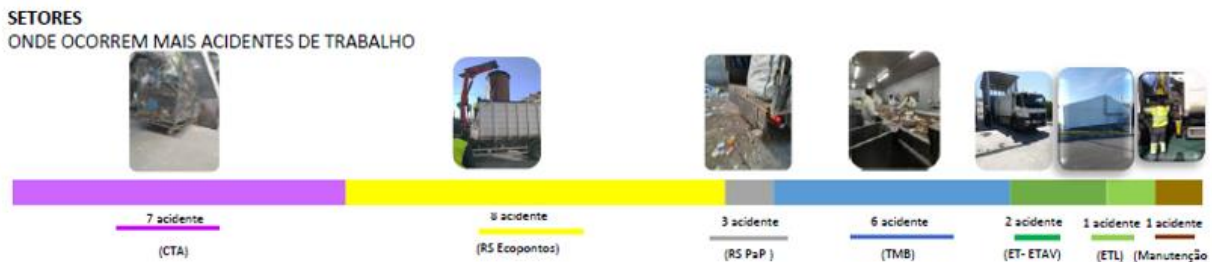 SETORES
ONDE OCORREM MAIS ACIDENTES DE TRABALHO
7 acidente
(CTA)
8 acidente
(RS Ecopontos)
3 acidente
(RS PaP )
6 acidente
(TMB)
2 acidente
(ET- ETAV)
1 acidente
(ETL)
1 acidente
(Manutenção